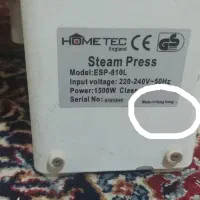 HOMETEC
England
CE GS
Steam Press
Model:ESP-810L
Input voltage: 220-240V~50Hz
Power:1500W Class
Serial No:
Made in Hong Kong